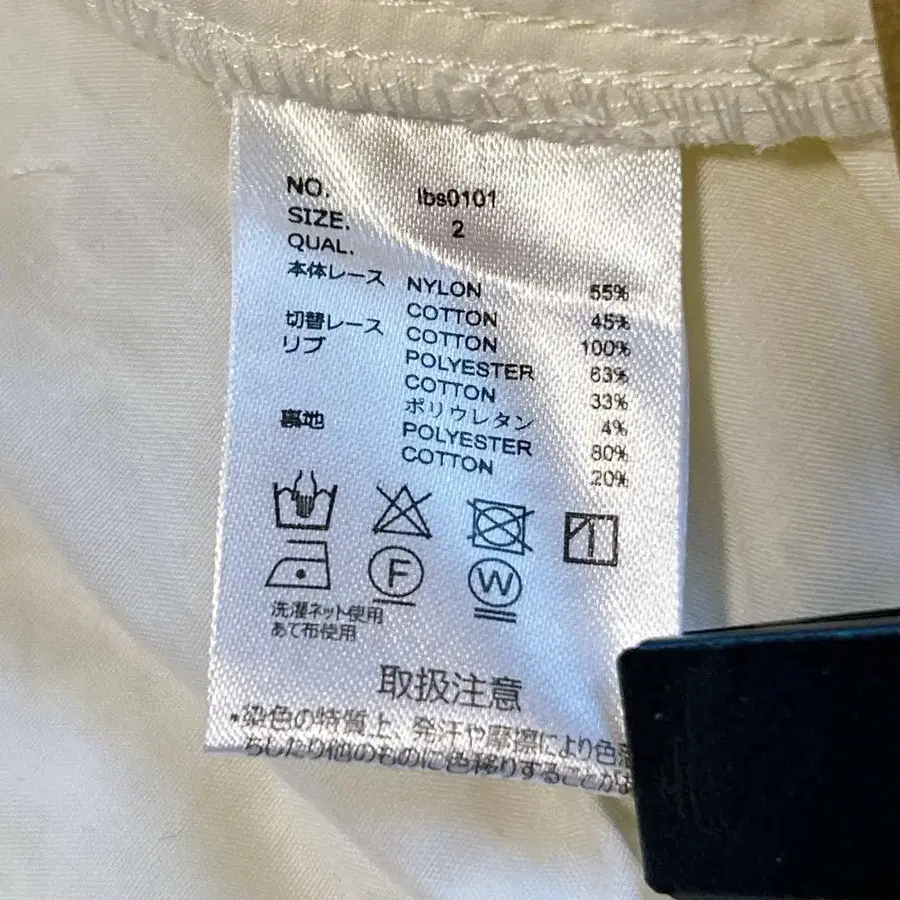 NO. lbs0101
SIZE. 2
QUAL.
本体レース NYLON 55%
COTTON 45%
切替レース COTTON 100%
リブ POLYESTER 63%
COTTON 33%
ポリウレタン 4%
裏地 POLYESTER 80%
COTTON 20%
F
W
洗濯ネット使用
あて布使用
取扱注意
*染色の特質上、発汗や摩擦により色落
ちしたり他のものに色移りすることが